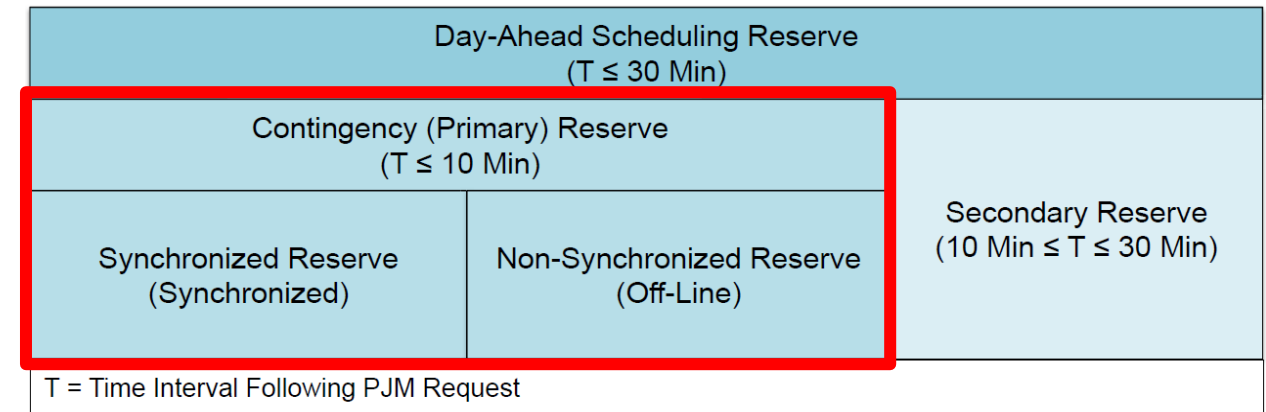 Day-Ahead Scheduling Reserve
(T ≤ 30 Min)
Contingency (Primary) Reserve
(T ≤ 10 Min)
Synchronized Reserve
(Synchronized)
Non-Synchronized Reserve
(Off-Line)
Secondary Reserve
(10 Min ≤ T ≤ 30 Min)
T = Time Interval Following PJM Request